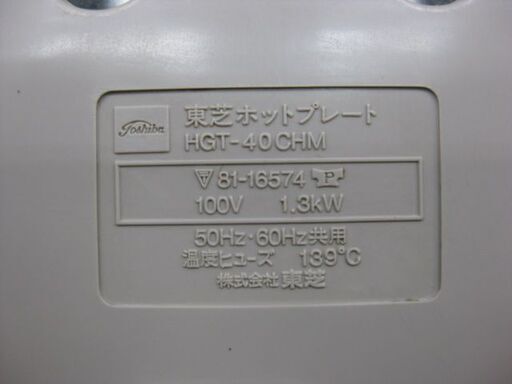 Toshiba
東芝ホットプレート
HGT-40CHM
81-16574
100V 1.3kW
50Hz・60Hz共用
温度ヒューズ 139℃
株式会社 東芝